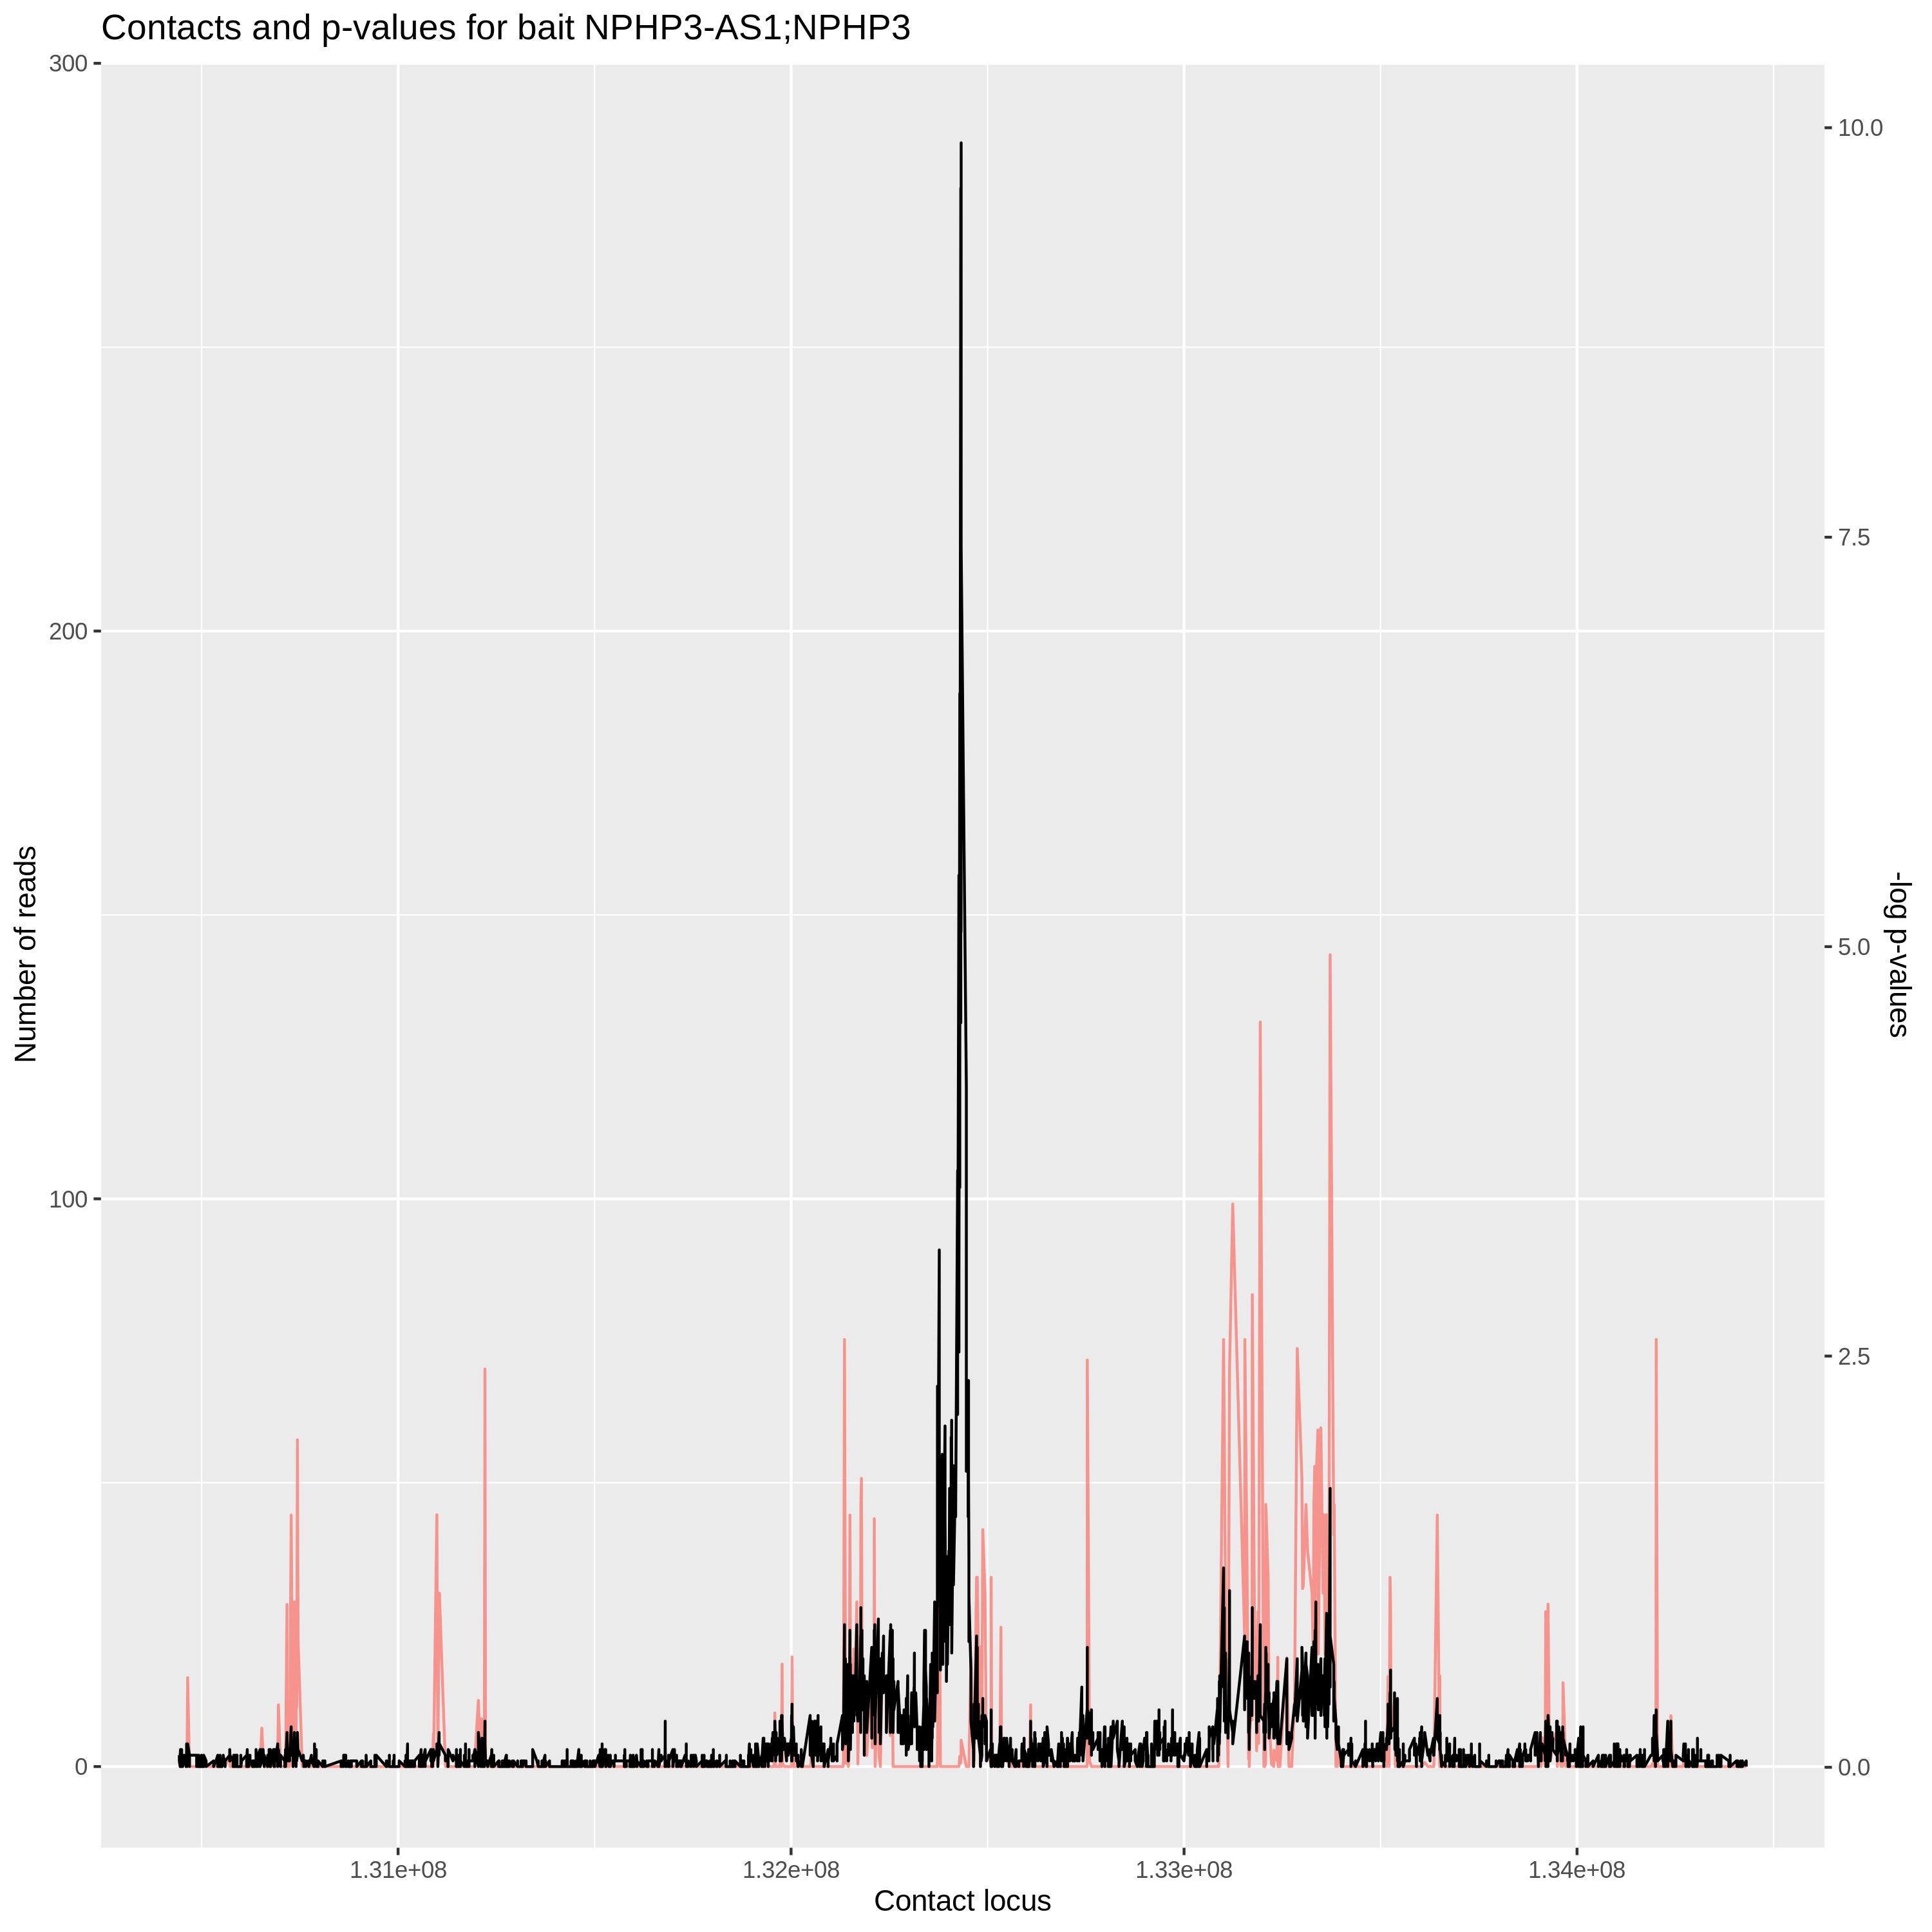 Contacts and p-values for bait NPHP3-AS1;NPHP3
300
200
100
0
Number of reads
10.0
7.5
5.0
2.5
0.0
-log p-values
1.31e+08
1.32e+08
1.33e+08
1.34e+08
Contact locus